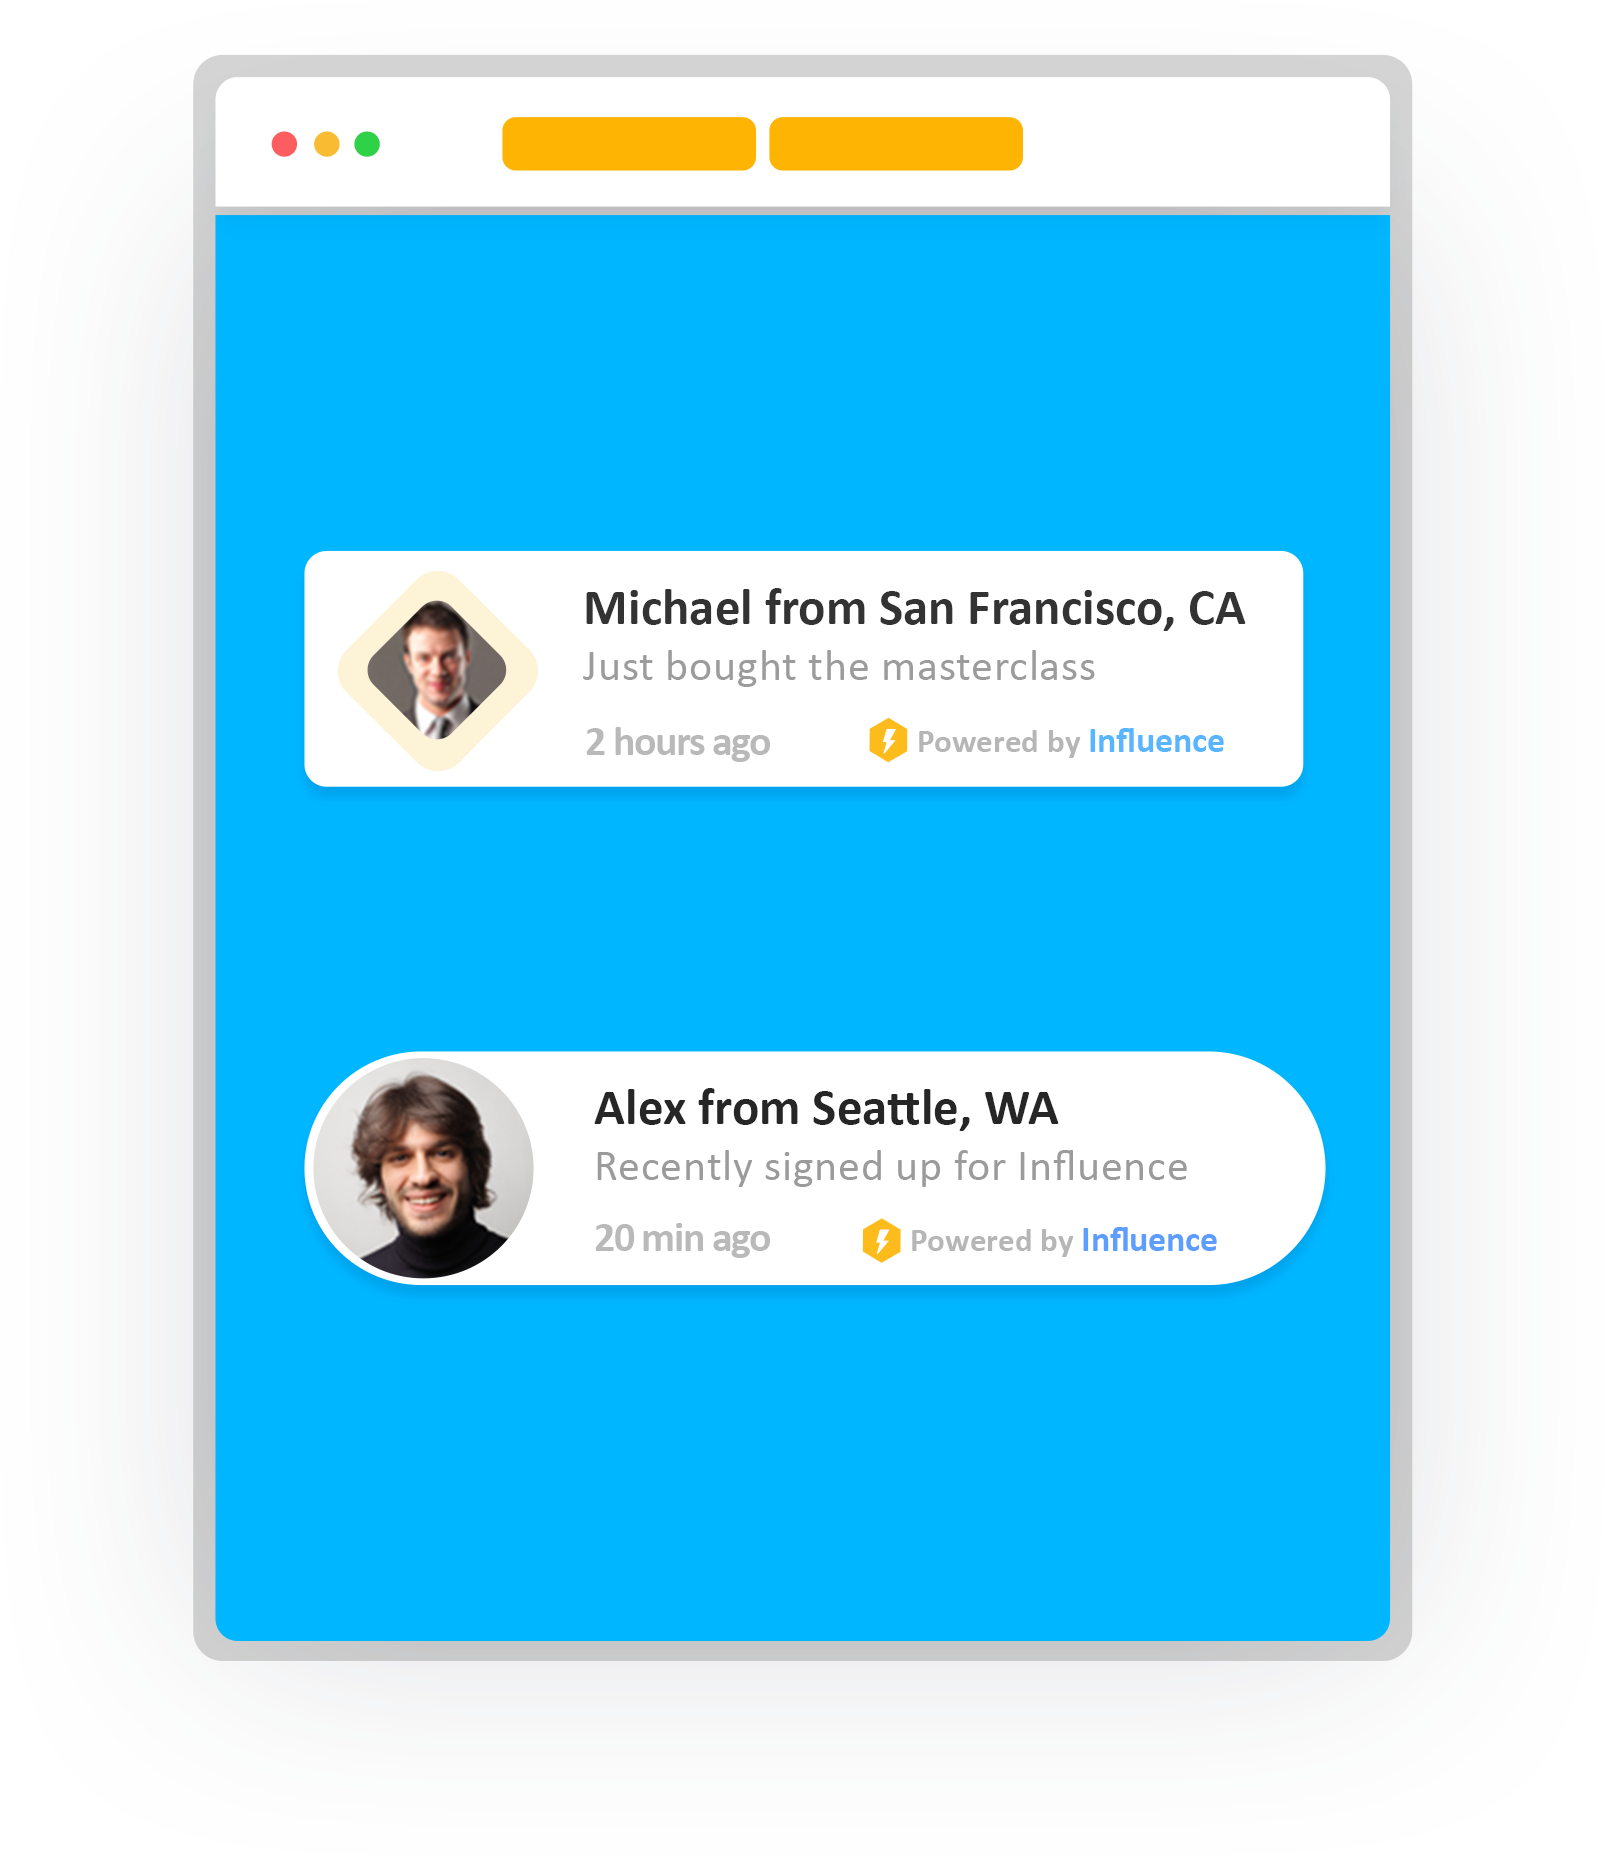 Michael from San Francisco, CA
Just bought the masterclass
2 hours ago
Powered by Influence
Alex from Seattle, WA
Recently signed up for Influence
20 min ago
Powered by Influence